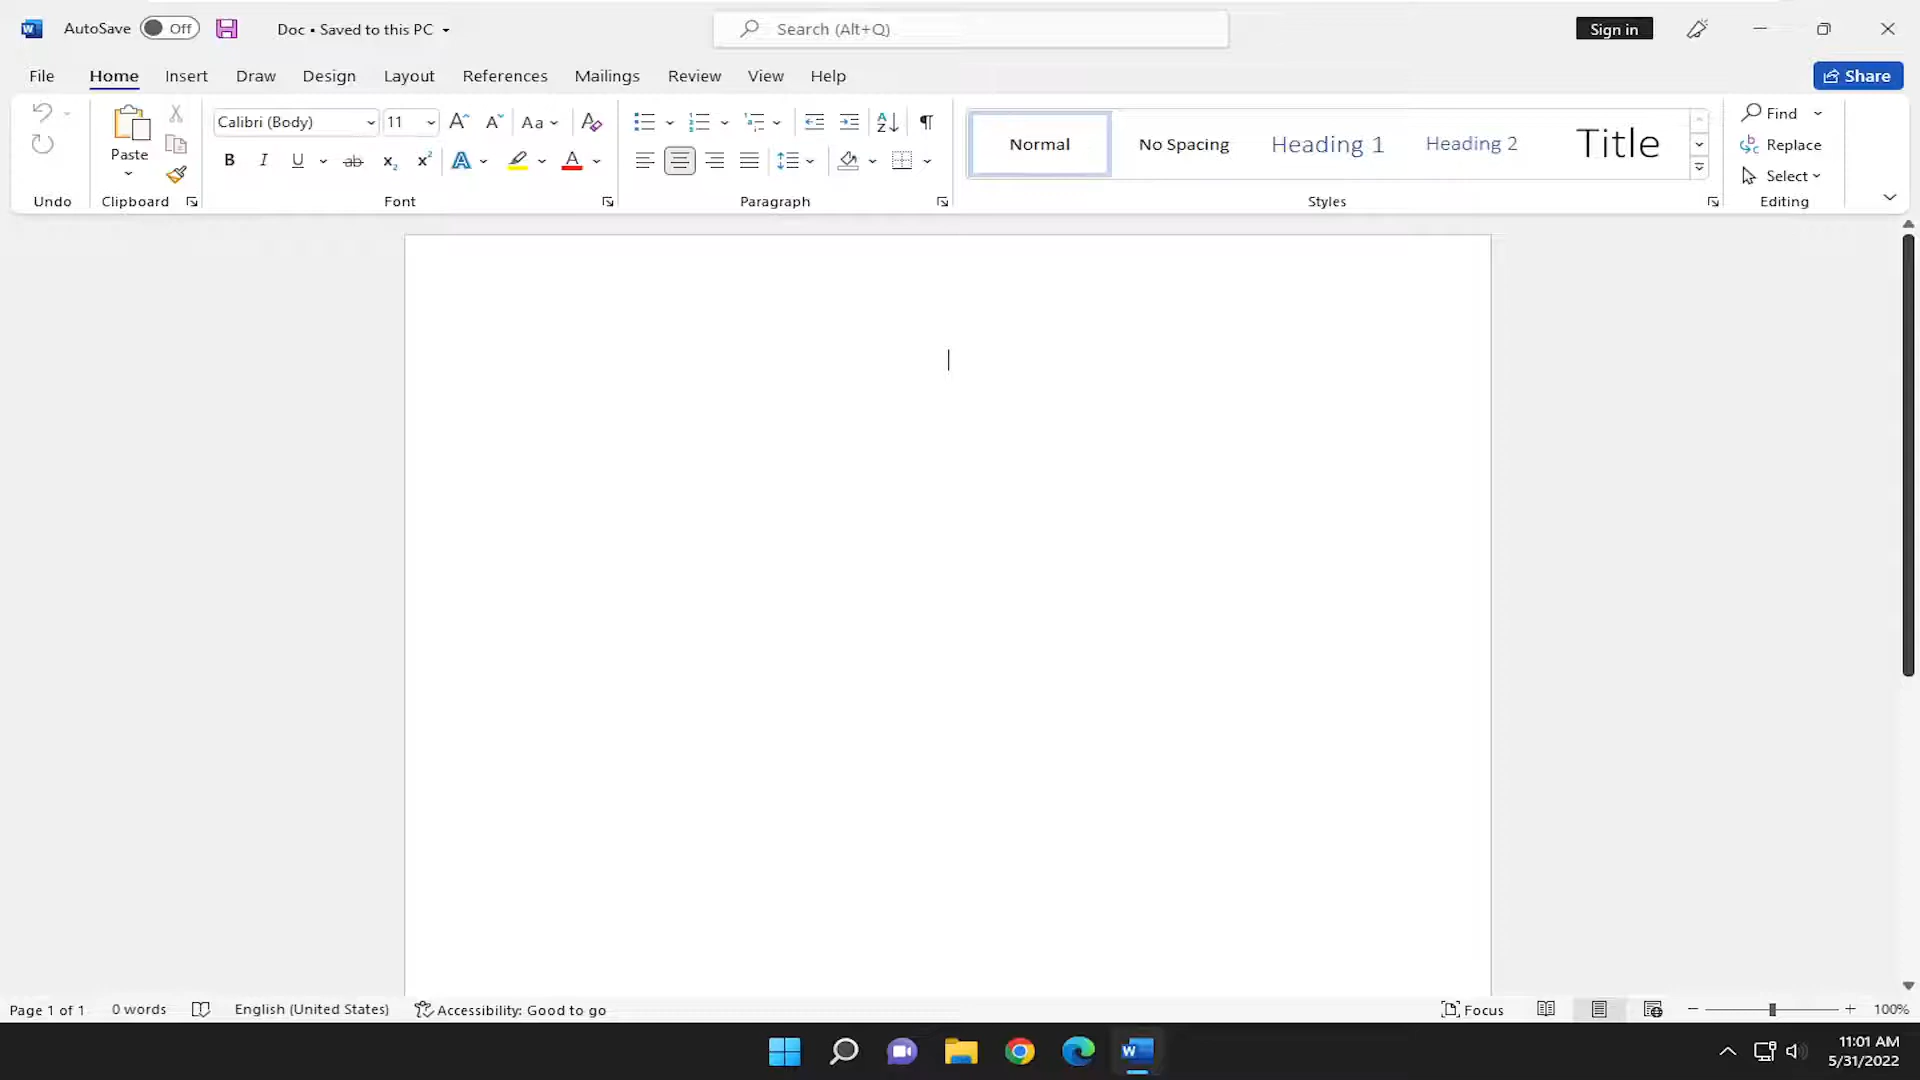 AutoSave Off Doc • Saved to this PC Search (Alt+Q) Sign in
File Home Insert Draw Design Layout References Mailings Review View Help Share
Calibri (Body) 11 Aa Find
Paste Normal No Spacing Heading 1 Heading 2 Title Replace
B I U ab x₂ x² A A Select
Undo Clipboard Font Paragraph Styles Editing
Page 1 of 1 0 words English (United States) Accessibility: Good to go Focus 100%
11:01 AM
5/31/2022